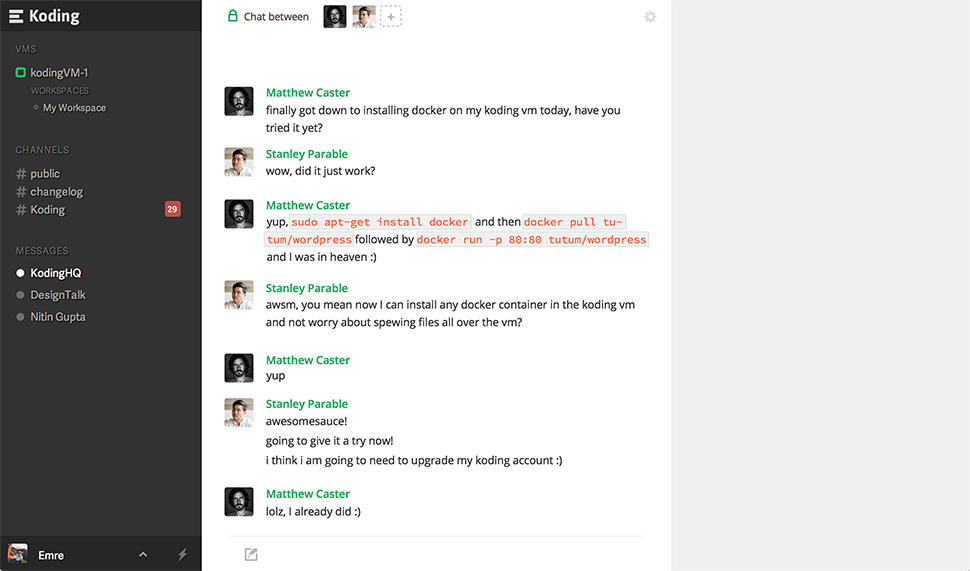 Koding
VMS
kodingVM-1
WORKSPACES
My Workspace
CHANNELS
# public
# changelog
# Koding
29
MESSAGES
KodingHQ
DesignTalk
Nitin Gupta
Emre
Chat between
+
Matthew Caster
finally got down to installing docker on my koding vm today, have you
tried it yet?
Stanley Parable
wow, did it just work?
Matthew Caster
yup, sudo apt-get install docker and then docker pull tu-
tum/wordpress followed by docker run -p 80:80 tutum/wordpress
and I was in heaven :)
Stanley Parable
awsm, you mean now I can install any docker container in the koding vm
and not worry about spewing files all over the vm?
Matthew Caster
yup
Stanley Parable
awesomesauce!
going to give it a try now!
i think i am going to need to upgrade my koding account :)
Matthew Caster
lolz, I already did :)